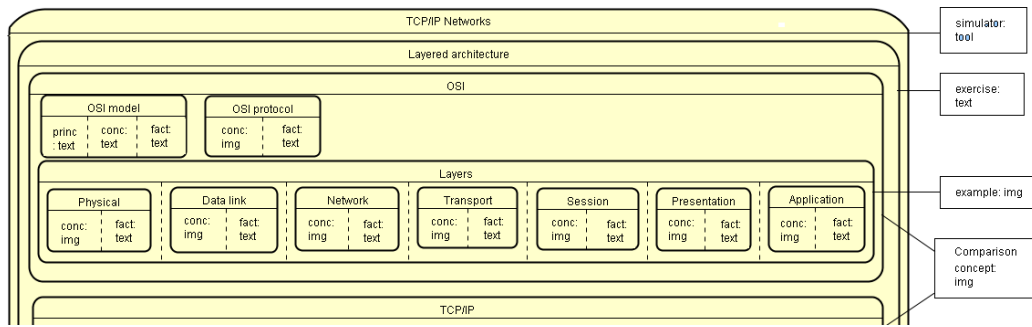 TCP/IP Networks
simulator:
tool
Layered architecture
OSI
exercise:
text
OSI model
OSI protocol
princ
: text
conc:
text
fact:
text
conc:
img
fact:
text
Layers
example: img
Physical
Data link
Network
Transport
Session
Presentation
Application
conc:
img
fact:
text
conc:
img
fact:
text
conc:
img
fact:
text
conc:
img
fact:
text
conc:
img
fact:
text
conc:
img
fact:
text
conc:
img
fact:
text
Comparison
concept:
img
TCP/IP